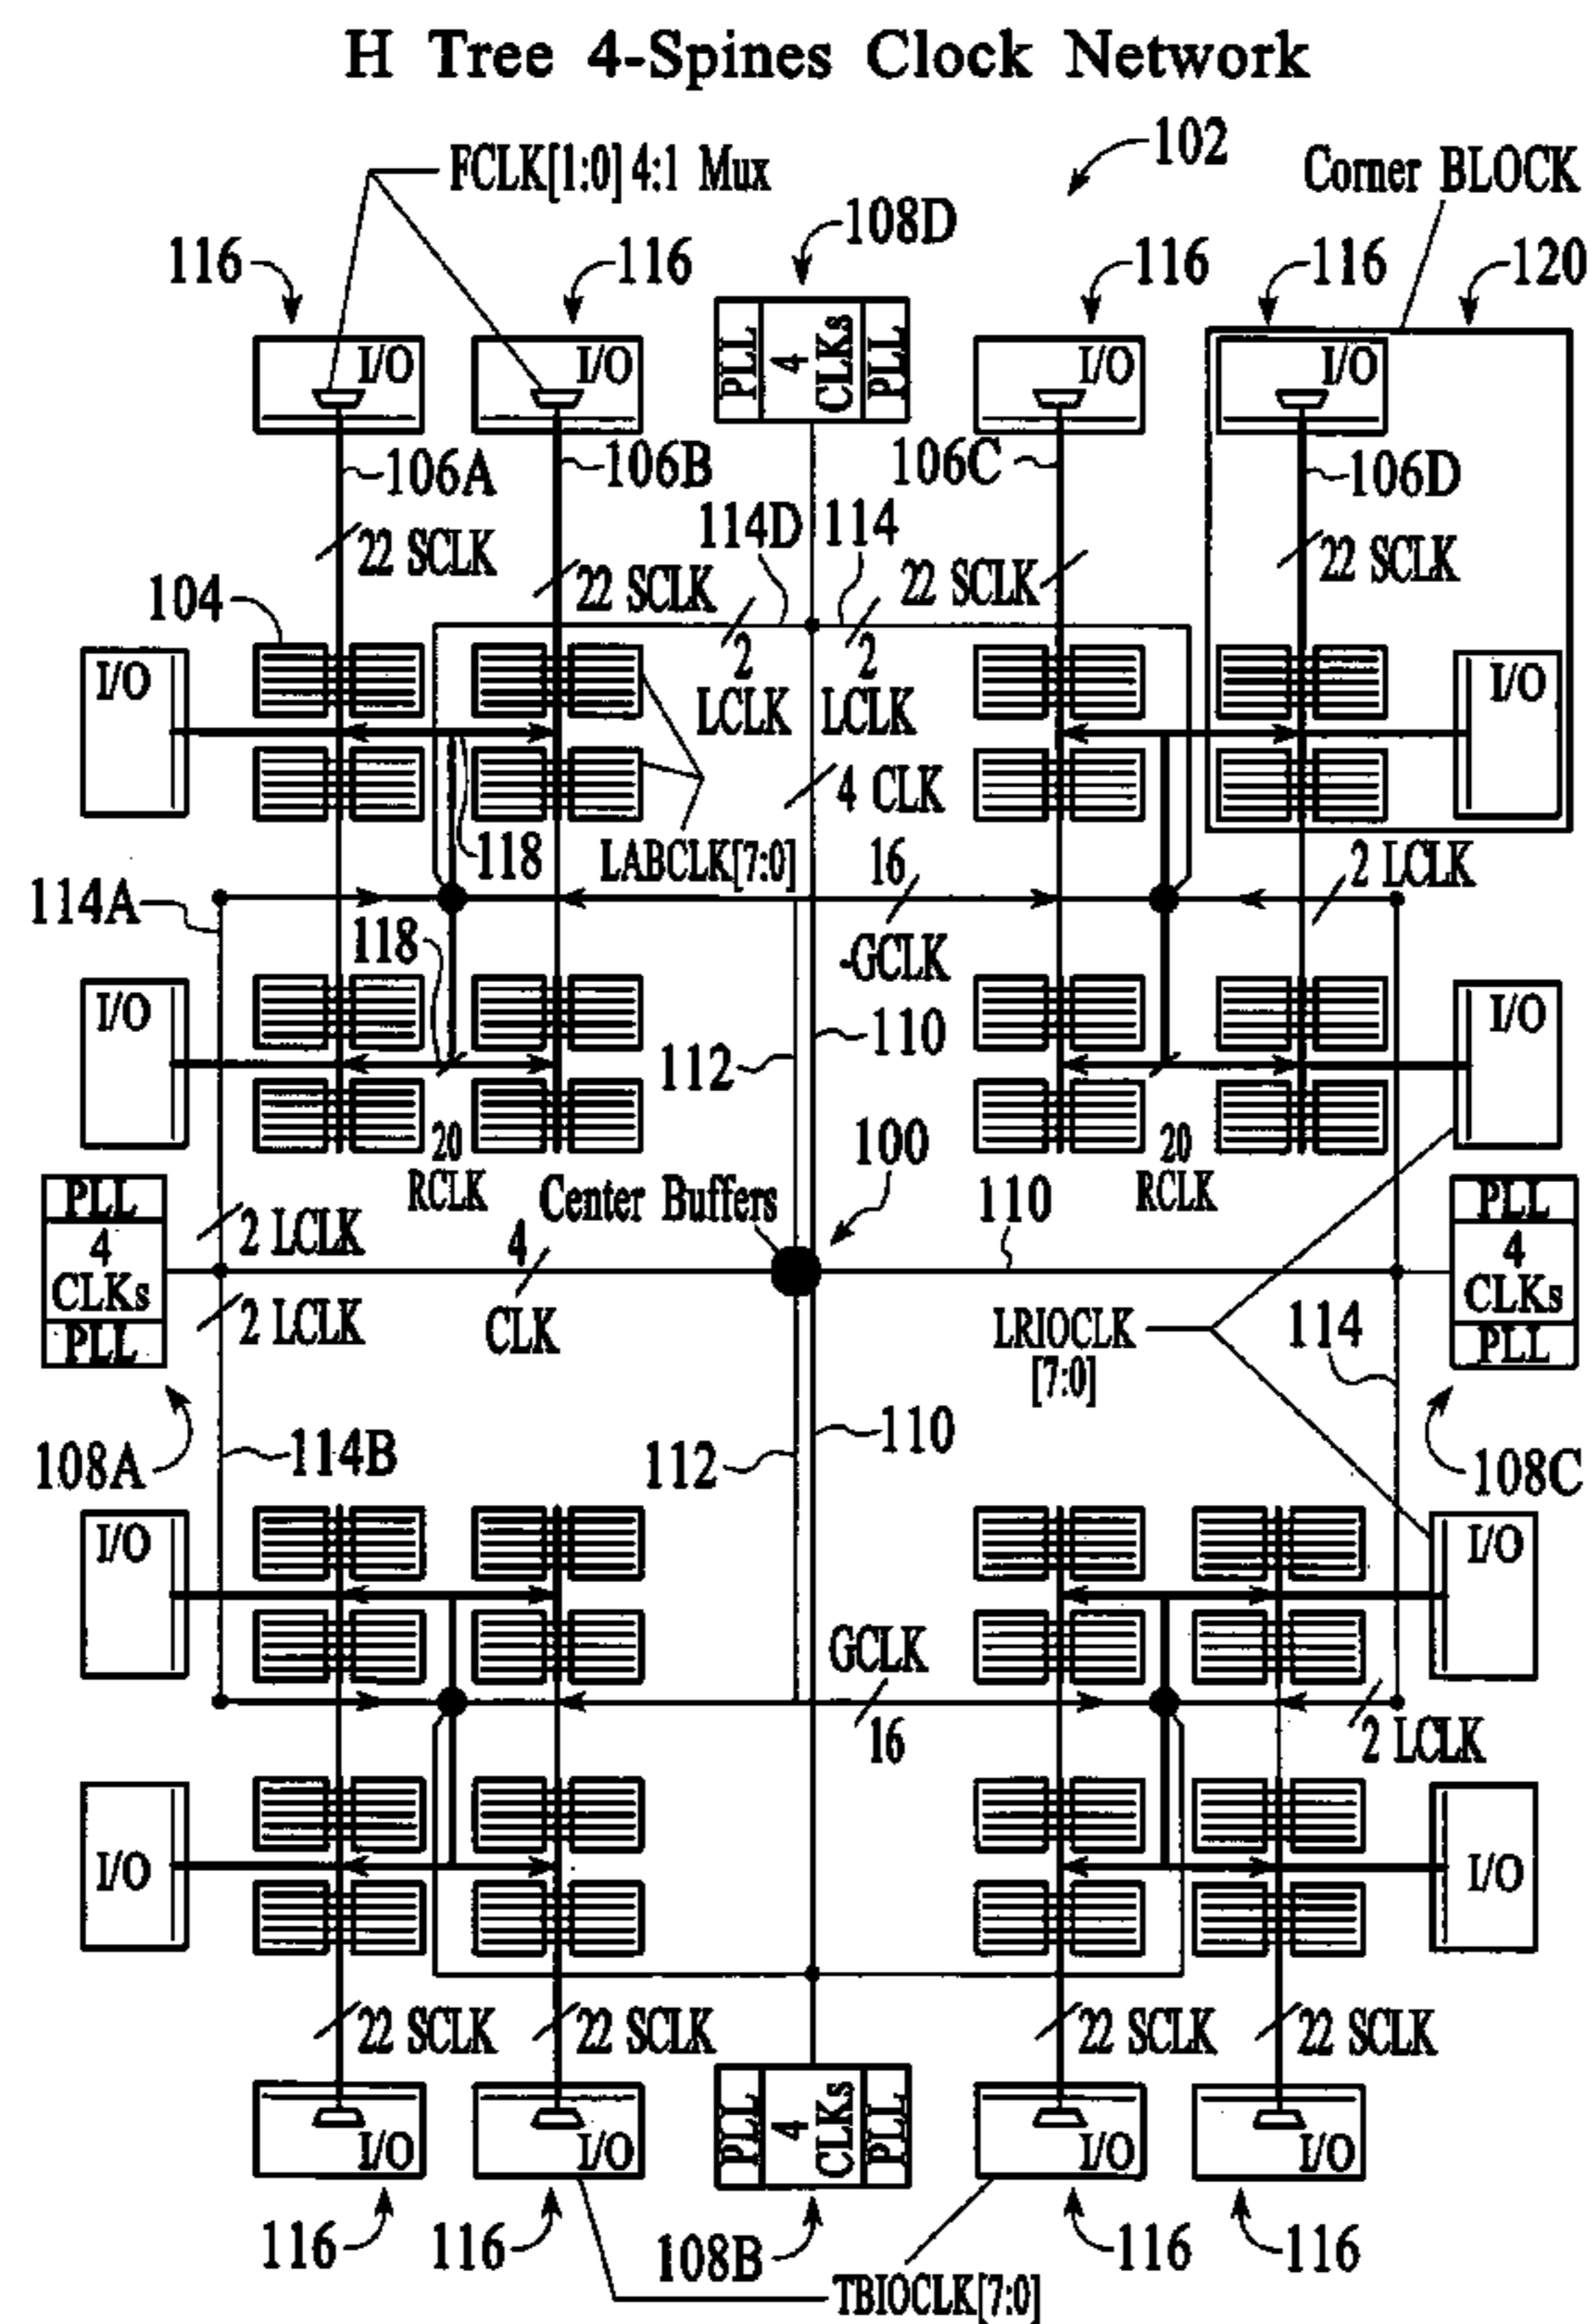 H Tree 4-Spines Clock Network
FCLK[1:0] 4:1 Mux
102
Corner BLOCK
108D
116
116
116
116
120
I/O
I/O
PLL
4
CLKs
PLL
I/O
I/O
106A
106B
106C
106D
114D
114
22 SCLK
22 SCLK
22 SCLK
22 SCLK
104
2
LCLK
2
LCLK
I/O
I/O
4 CLK
118
LABCLK[7:0]
16
2 LCLK
114A
118
-GCLK
I/O
I/O
110
112
100
20
RCLK
Center Buffers
110
20
RCLK
PLL
4
CLKs
PLL
2 LCLK
2 LCLK
4
CLK
LRIOCLK
[7:0]
114
PLL
4
CLKs
PLL
108A
114B
112
110
108C
I/O
I/O
GCLK
16
2 LCLK
I/O
I/O
22 SCLK
22 SCLK
22 SCLK
22 SCLK
I/O
I/O
PLL
4
CLKs
PLL
I/O
I/O
116
116
108B
116
116
TBIOCLK[7:0]